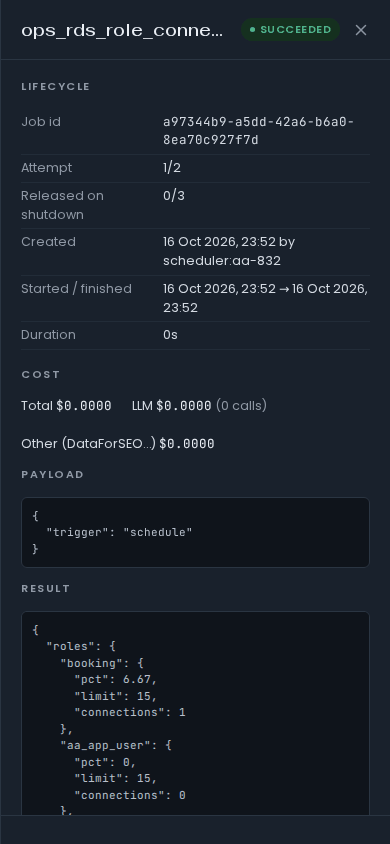 ops_rds_role_conne...
SUCCEEDED
LIFECYCLE
Job id
a97344b9-a5dd-42a6-b6a0-
8ea70c927f7d
Attempt
1/2
Released on
shutdown
0/3
Created
16 Oct 2026, 23:52 by
scheduler:aa-832
Started / finished
16 Oct 2026, 23:52 → 16 Oct 2026,
23:52
Duration
0s
COST
Total $0.0000 LLM $0.0000 (0 calls)
Other (DataForSEO…) $0.0000
PAYLOAD
{
  "trigger": "schedule"
}
RESULT
{
  "roles": {
    "booking": {
      "pct": 6.67,
      "limit": 15,
      "connections": 1
    },
    "aa_app_user": {
      "pct": 0,
      "limit": 15,
      "connections": 0
    },